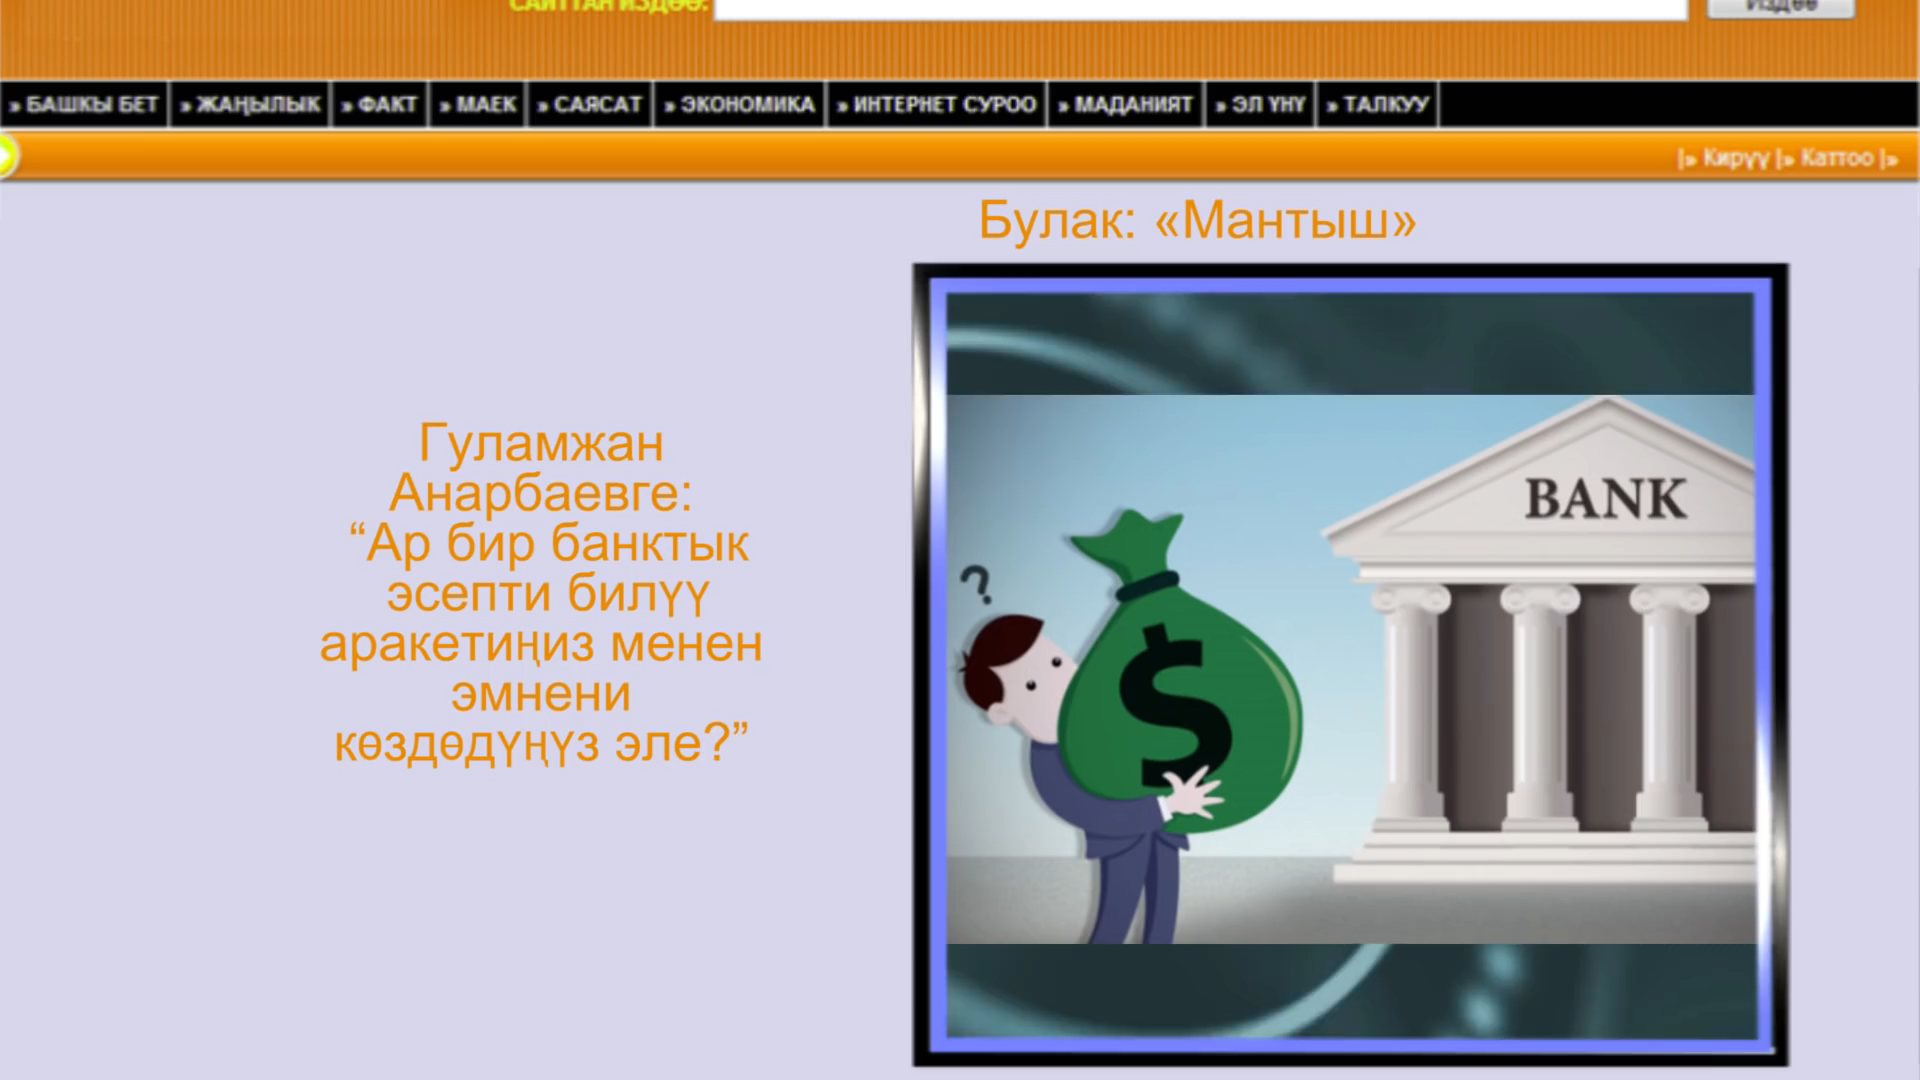 САЙТТАН ИЗДӨӨ:
Издөө
» БАШКЫ БЕТ » ЖАҢЫЛЫК » ФАКТ » МАЕК » САЯСАТ » ЭКОНОМИКА » ИНТЕРНЕТ СУРОО » МАДАНИЯТ » ЭЛ ҮНҮ » ТАЛКУУ
|» Кирүү |» Каттоо |»
Булак: «Мантыш»
Гуламжан
Анарбаевге:
“Ар бир банктык
эсепти билүү
аракетиңиз менен
эмнени
көздөдүңүз эле?”
BANK
?
$